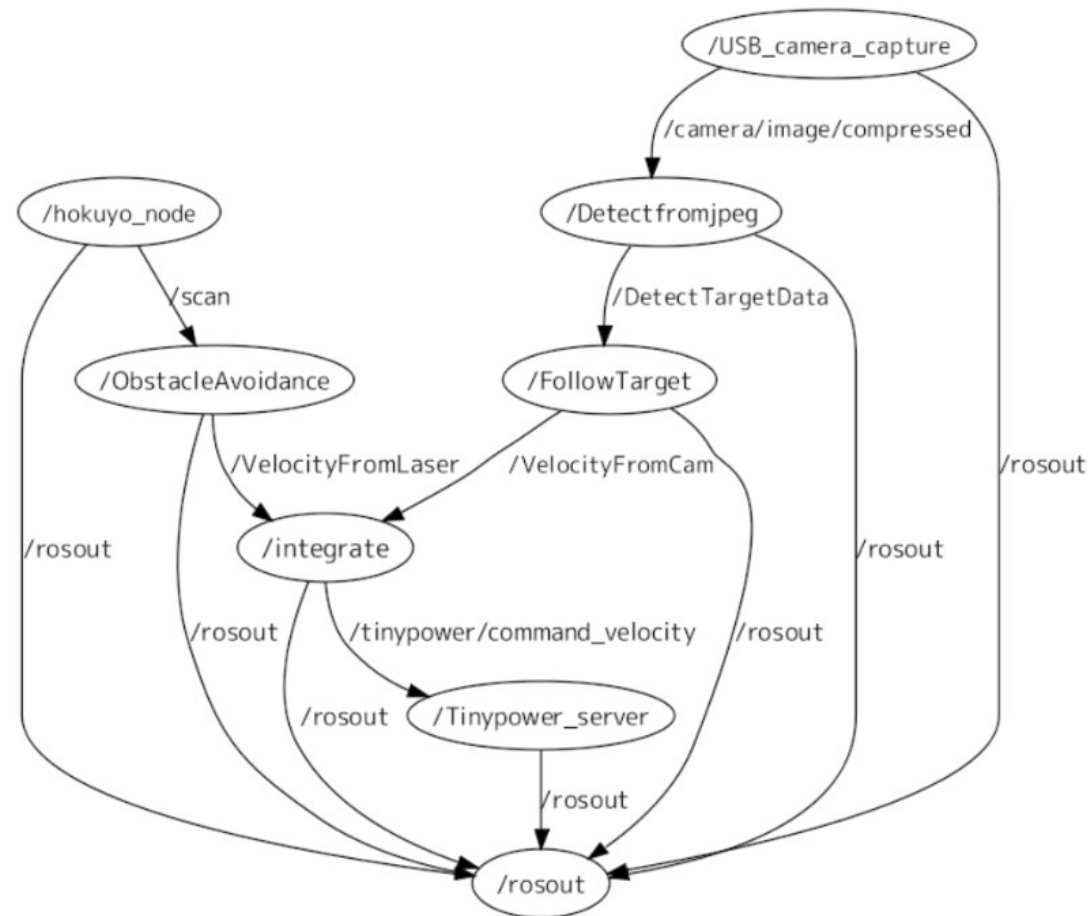 /USB_camera_capture
/camera/image/compressed
/hokuyo_node
/Detectfromjpeg
/scan
/DetectTargetData
/ObstacleAvoidance
/FollowTarget
/VelocityFromLaser
/VelocityFromCam
/rosout
/rosout
/integrate
/rosout
/rosout
/tinypower/command_velocity
/rosout
/rosout
/Tinypower_server
/rosout
/rosout